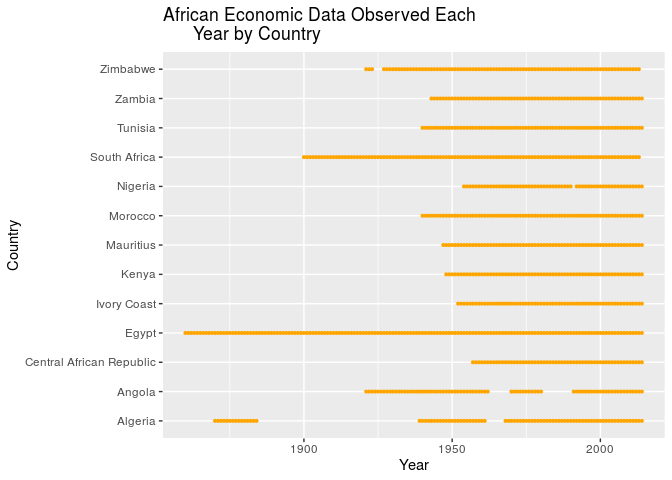 African Economic Data Observed Each
Year by Country
Zimbabwe
Zambia
Tunisia
South Africa
Nigeria
Morocco
Mauritius
Kenya
Ivory Coast
Egypt
Central African Republic
Angola
Algeria
Country
1900
1950
2000
Year